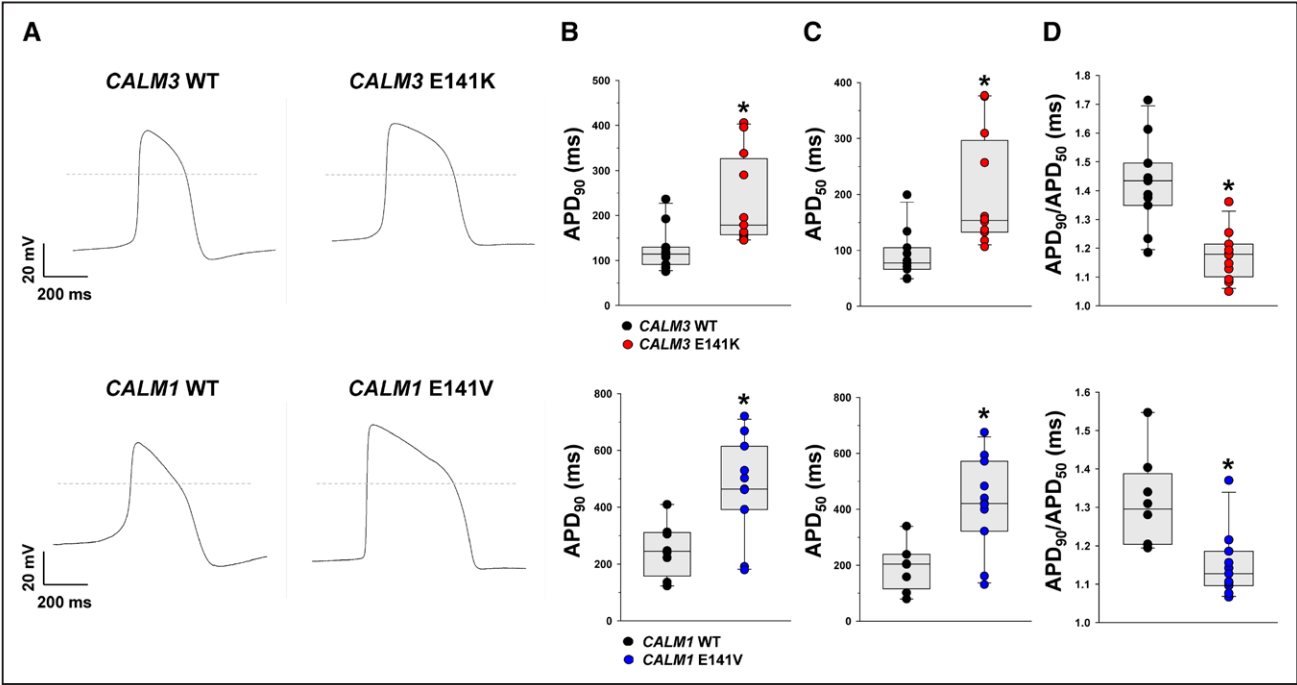 A
B
C
D
CALM3 WT
CALM3 E141K
20 mV
200 ms
APD90 (ms)
500
400
300
200
100
0
*
CALM3 WT
CALM3 E141K
APD50 (ms)
400
300
200
100
0
*
APD90/APD50 (ms)
1.8
1.7
1.6
1.5
1.4
1.3
1.2
1.1
1.0
*
CALM1 WT
CALM1 E141V
20 mV
200 ms
APD90 (ms)
800
600
400
200
0
*
CALM1 WT
CALM1 E141V
APD50 (ms)
800
600
400
200
0
*
APD90/APD50 (ms)
1.6
1.5
1.4
1.3
1.2
1.1
1.0
*